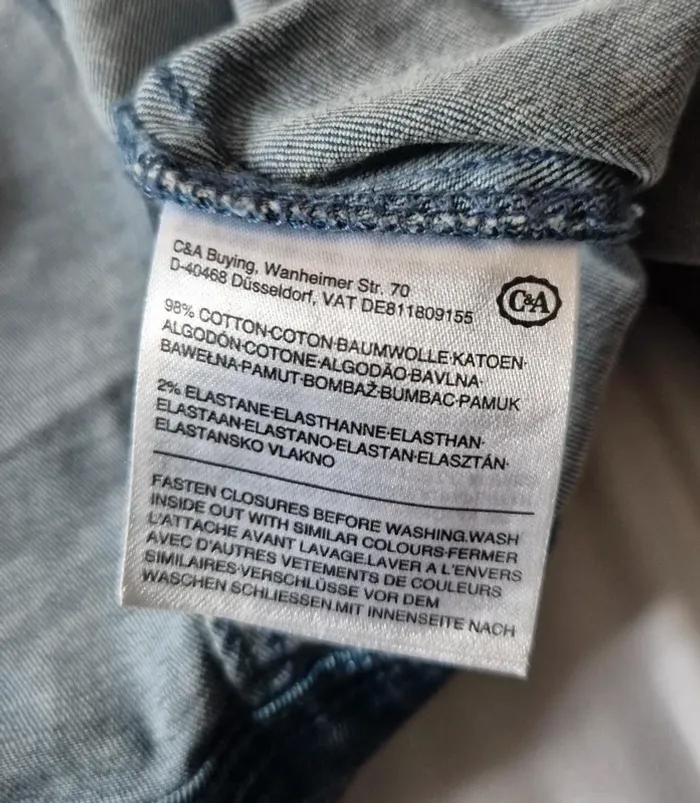 C&A Buying, Wanheimer Str. 70
D-40468 Düsseldorf, VAT DE811809155
C&A
98% COTTON·COTON·BAUMWOLLE·KATOEN·
ALGODÓN·COTONE·ALGODÃO·BAVLNA·
BAWEŁNA·PAMUT·BOMBAŽ·BUMBAC·PAMUK
2% ELASTANE·ELASTHANNE·ELASTHAN·
ELASTAAN·ELASTANO·ELASTAN·ELASZTÁN·
ELASTANSKO VLAKNO
FASTEN CLOSURES BEFORE WASHING.WASH
INSIDE OUT WITH SIMILAR COLOURS·FERMER
L'ATTACHE AVANT LAVAGE.LAVER A L'ENVERS
AVEC D'AUTRES VETEMENTS DE COULEURS
SIMILAIRES·VERSCHLÜSSE VOR DEM
WASCHEN SCHLIESSEN.MIT INNENSEITE NACH